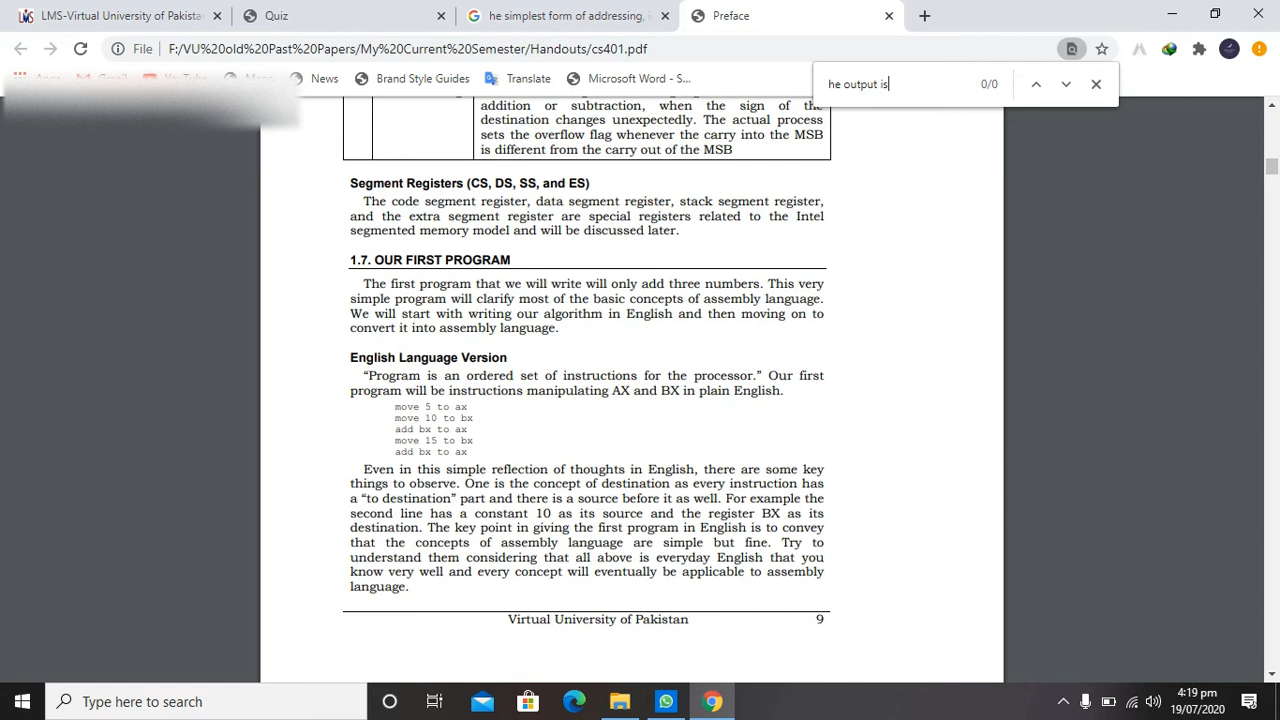 LMS-Virtual University of Pakistan
Quiz
he simplest form of addressing, i
Preface
File F:/VU%20old%20Past%20Papers/My%20Current%20Semester/Handouts/cs401.pdf
News
Brand Style Guides
Translate
Microsoft Word - S...
he output is 0/0
addition or subtraction, when the sign of the
destination changes unexpectedly. The actual process
sets the overflow flag whenever the carry into the MSB
is different from the carry out of the MSB
Segment Registers (CS, DS, SS, and ES)
The code segment register, data segment register, stack segment register,
and the extra segment register are special registers related to the Intel
segmented memory model and will be discussed later.
1.7. OUR FIRST PROGRAM
The first program that we will write will only add three numbers. This very
simple program will clarify most of the basic concepts of assembly language.
We will start with writing our algorithm in English and then moving on to
convert it into assembly language.
English Language Version
“Program is an ordered set of instructions for the processor.” Our first
program will be instructions manipulating AX and BX in plain English.
move 5 to ax
move 10 to bx
add bx to ax
move 15 to bx
add bx to ax
Even in this simple reflection of thoughts in English, there are some key
things to observe. One is the concept of destination as every instruction has
a “to destination” part and there is a source before it as well. For example the
second line has a constant 10 as its source and the register BX as its
destination. The key point in giving the first program in English is to convey
that the concepts of assembly language are simple but fine. Try to
understand them considering that all above is everyday English that you
know very well and every concept will eventually be applicable to assembly
language.
Virtual University of Pakistan 9
Type here to search
4:19 pm
19/07/2020